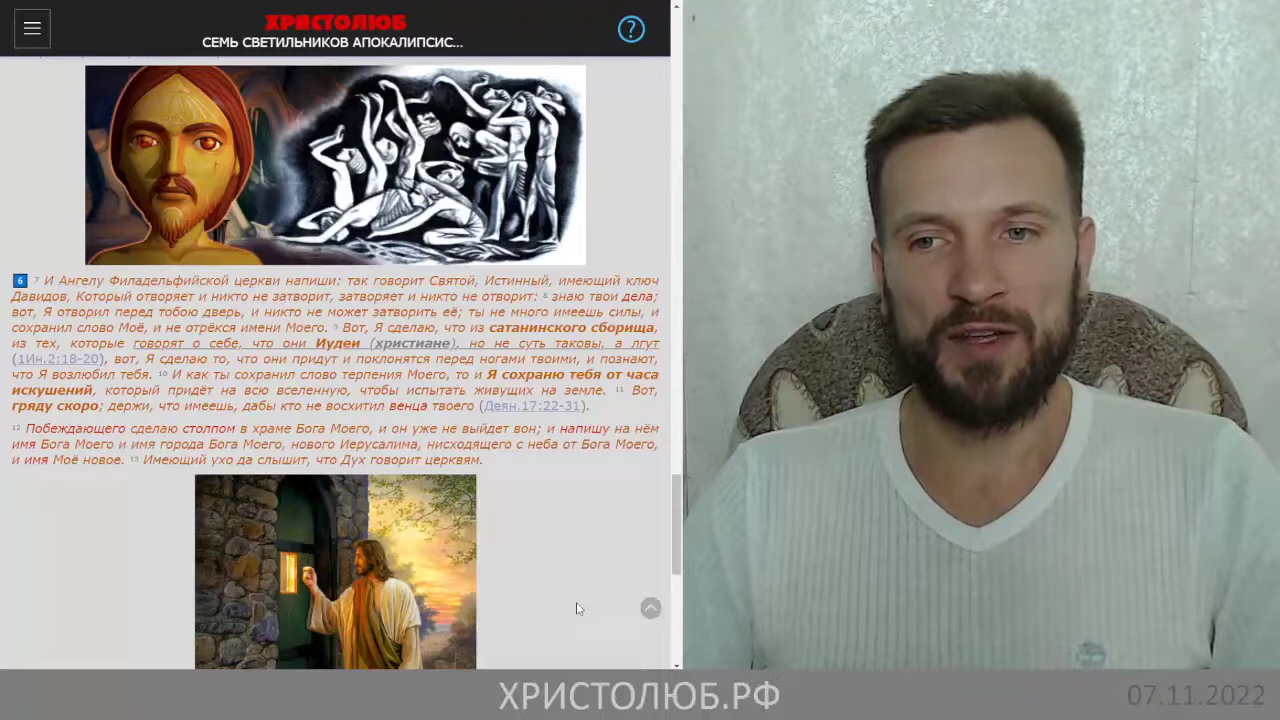 ХРИСТОЛЮБ
СЕМЬ СВЕТИЛЬНИКОВ АПОКАЛИПСИС...
?
6 7 И Ангелу Филадельфийской церкви напиши: так говорит Святой, Истинный, имеющий ключ
Давидов, Который отворяет и никто не затворит, затворяет и никто не отворит: 8 знаю твои дела;
вот, Я отворил перед тобою дверь, и никто не может затворить её; ты не много имеешь силы, и
сохранил слово Моё, и не отрёкся имени Моего. 9 Вот, Я сделаю, что из сатанинского сборища,
из тех, которые говорят о себе, что они Иудеи (христиане), но не суть таковы, а лгут
(1Ин.2:18-20), вот, Я сделаю то, что они придут и поклонятся перед ногами твоими, и познают,
что Я возлюбил тебя. 10 И как ты сохранил слово терпения Моего, то и Я сохраню тебя от часа
искушений, который придёт на всю вселенную, чтобы испытать живущих на земле. 11 Вот,
гряду скоро; держи, что имеешь, дабы кто не восхитил венца твоего (Деян.17:22-31).
12 Побеждающего сделаю столпом в храме Бога Моего, и он уже не выйдет вон; и напишу на нём
имя Бога Моего и имя города Бога Моего, нового Иерусалима, нисходящего с неба от Бога Моего,
и имя Моё новое. 13 Имеющий ухо да слышит, что Дух говорит церквям.
ХРИСТОЛЮБ.РФ
07.11.2022